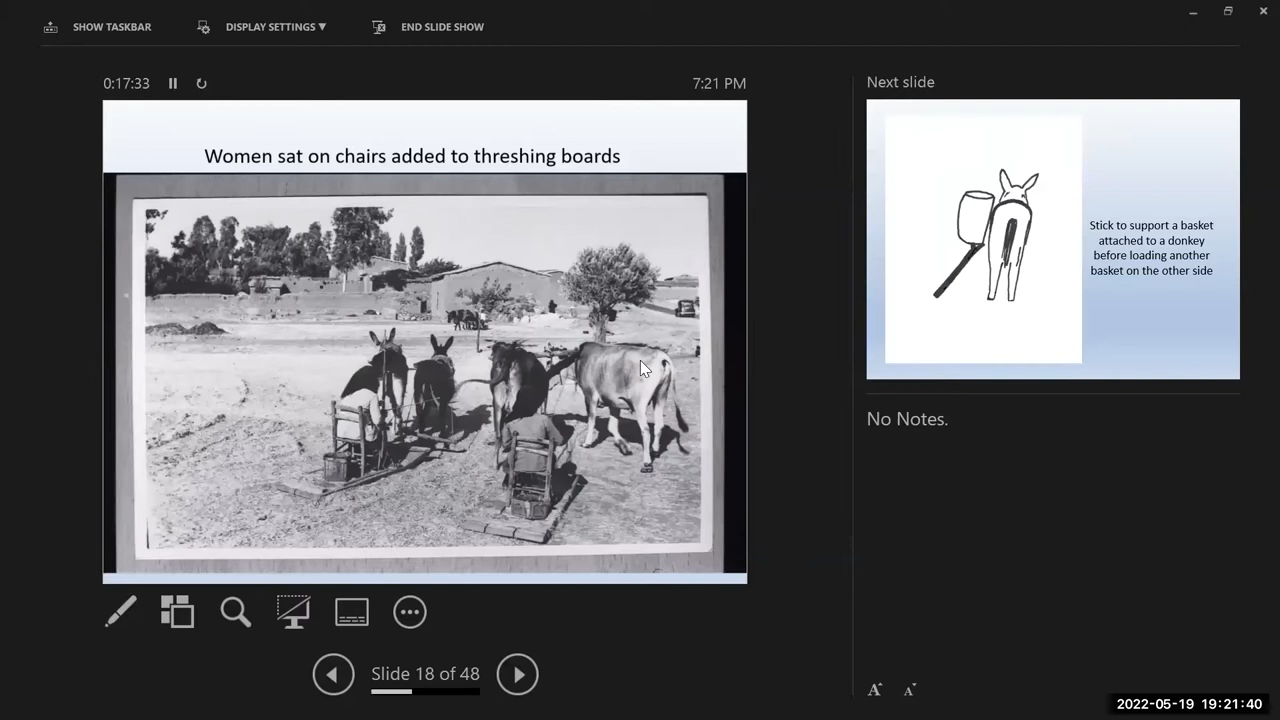 SHOW TASKBAR
DISPLAY SETTINGS ▼
END SLIDE SHOW
0:17:33
7:21 PM
Women sat on chairs added to threshing boards
Slide 18 of 48
Next slide
Stick to support a basket
attached to a donkey
before loading another
basket on the other side
No Notes.
A A
2022-05-19 19:21:40